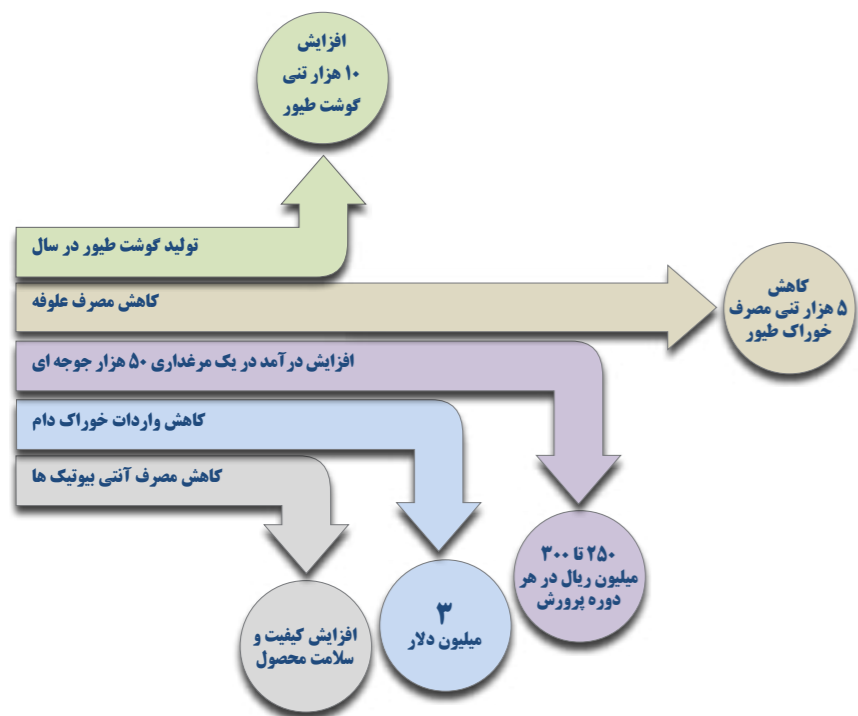 افزایش
۱۰ هزار تنی
گوشت طیور
تولید گوشت طیور در سال
کاهش مصرف علوفه
کاهش
۵ هزار تنی مصرف
خوراک طیور
افزایش درآمد در یک مرغداری ۵۰ هزار جوجه ای
کاهش واردات خوراک دام
کاهش مصرف آنتی بیوتیک ها
۲۵۰ تا ۳۰۰
میلیون ریال در هر
دوره پرورش
۳
میلیون دلار
افزایش کیفیت و
سلامت محصول